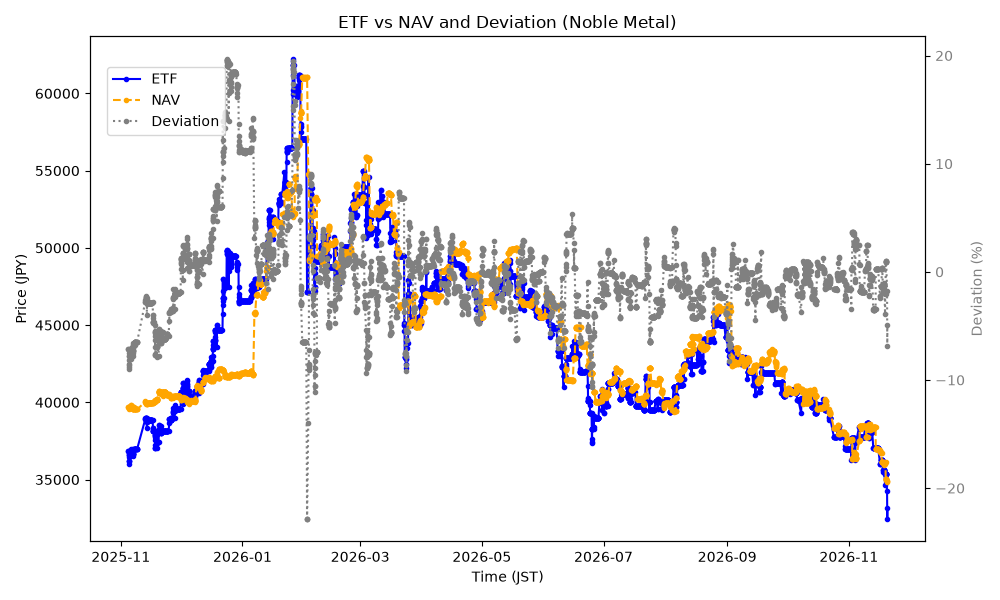 ETF vs NAV and Deviation (Noble Metal)
ETF
NAV
Deviation
Price (JPY)
60000
55000
50000
45000
40000
35000
20
10
0
−10
−20
Deviation (%)
2025-11
2026-01
2026-03
2026-05
2026-07
2026-09
2026-11
Time (JST)